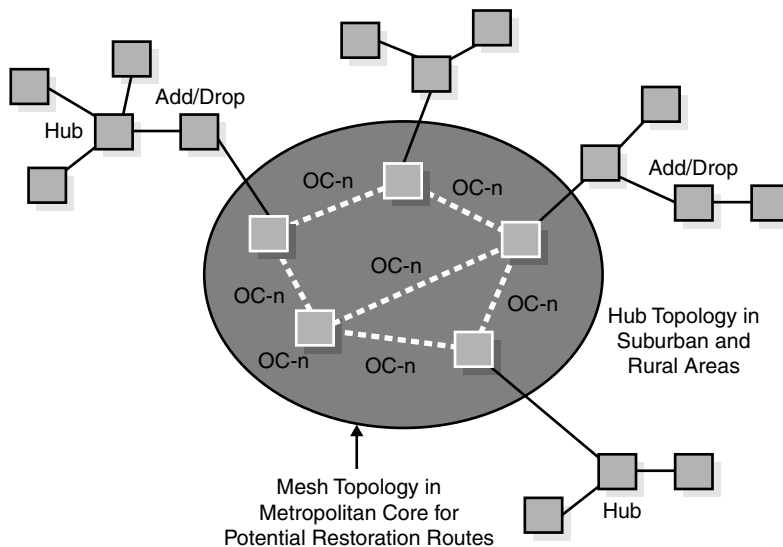 Add/Drop
Hub
OC-n
OC-n
Add/Drop
OC-n
OC-n
OC-n
OC-n
OC-n
Hub Topology in
Suburban and
Rural Areas
Mesh Topology in
Metropolitan Core for
Potential Restoration Routes
Hub